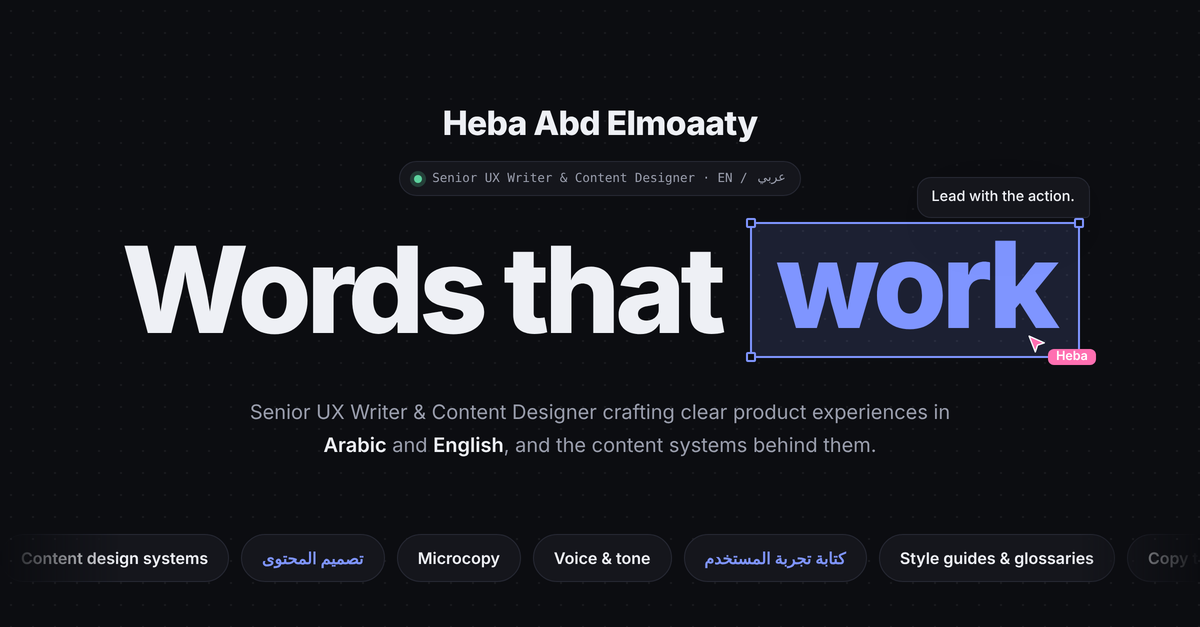 Heba Abd Elmoaaty
Senior UX Writer & Content Designer · EN / عربي
Lead with the action.
Words that work
Heba
Senior UX Writer & Content Designer crafting clear product experiences in
Arabic and English, and the content systems behind them.
Content design systems
تصميم المحتوى
Microcopy
Voice & tone
كتابة تجربة المستخدم
Style guides & glossaries
Copy